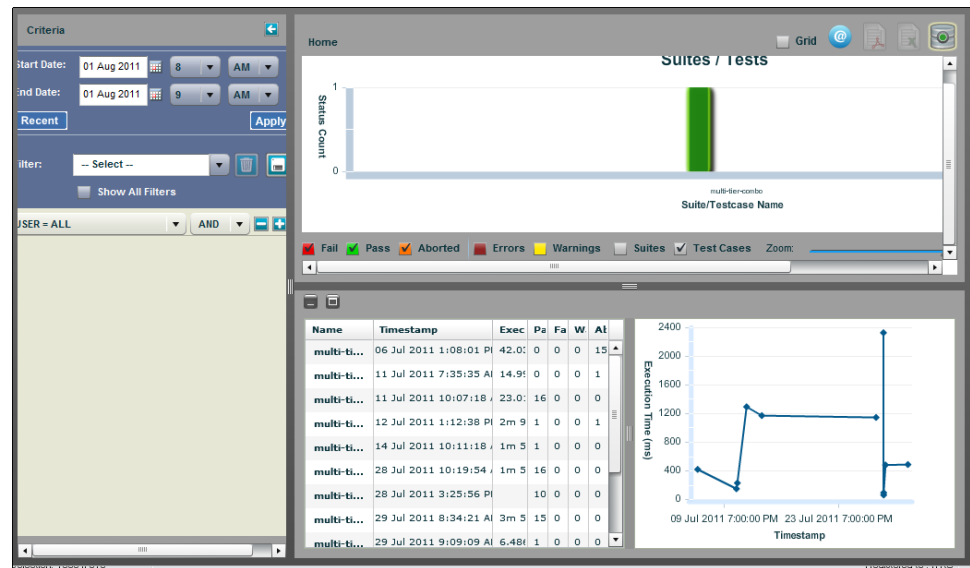 Criteria
Start Date: 01 Aug 2011 8 AM
End Date: 01 Aug 2011 9 AM
Recent Apply
Filter: -- Select --
Show All Filters
USER = ALL AND
Home Grid
Suites / Tests
Status Count
1
0
multi-tier-combo
Suite/Testcase Name
Fail Pass Aborted Errors Warnings Suites Test Cases Zoom:
Name Timestamp Exec Pa Fa W Al
multi-ti... 06 Jul 2011 1:08:01 P 42.0 0 0 0 15
multi-ti... 11 Jul 2011 7:35:35 A 14.9 0 0 0 1
multi-ti... 11 Jul 2011 10:07:18 23.0 16 0 0
multi-ti... 12 Jul 2011 1:12:38 P 2m 9 1 0 0 1
multi-ti... 14 Jul 2011 10:11:18 1m 5 1 0 0 0
multi-ti... 28 Jul 2011 10:19:54 1m 5 16 0 0 0
multi-ti... 28 Jul 2011 3:25:56 P 10 0 0 0
multi-ti... 29 Jul 2011 8:34:21 A 3m 5 15 0 0 0
multi-ti... 29 Jul 2011 9:09:09 A 6.48 1 0 0 0
Execution Time (ms)
2400
2000
1600
1200
800
400
0
09 Jul 2011 7:00:00 PM 23 Jul 2011 7:00:00 PM
Timestamp